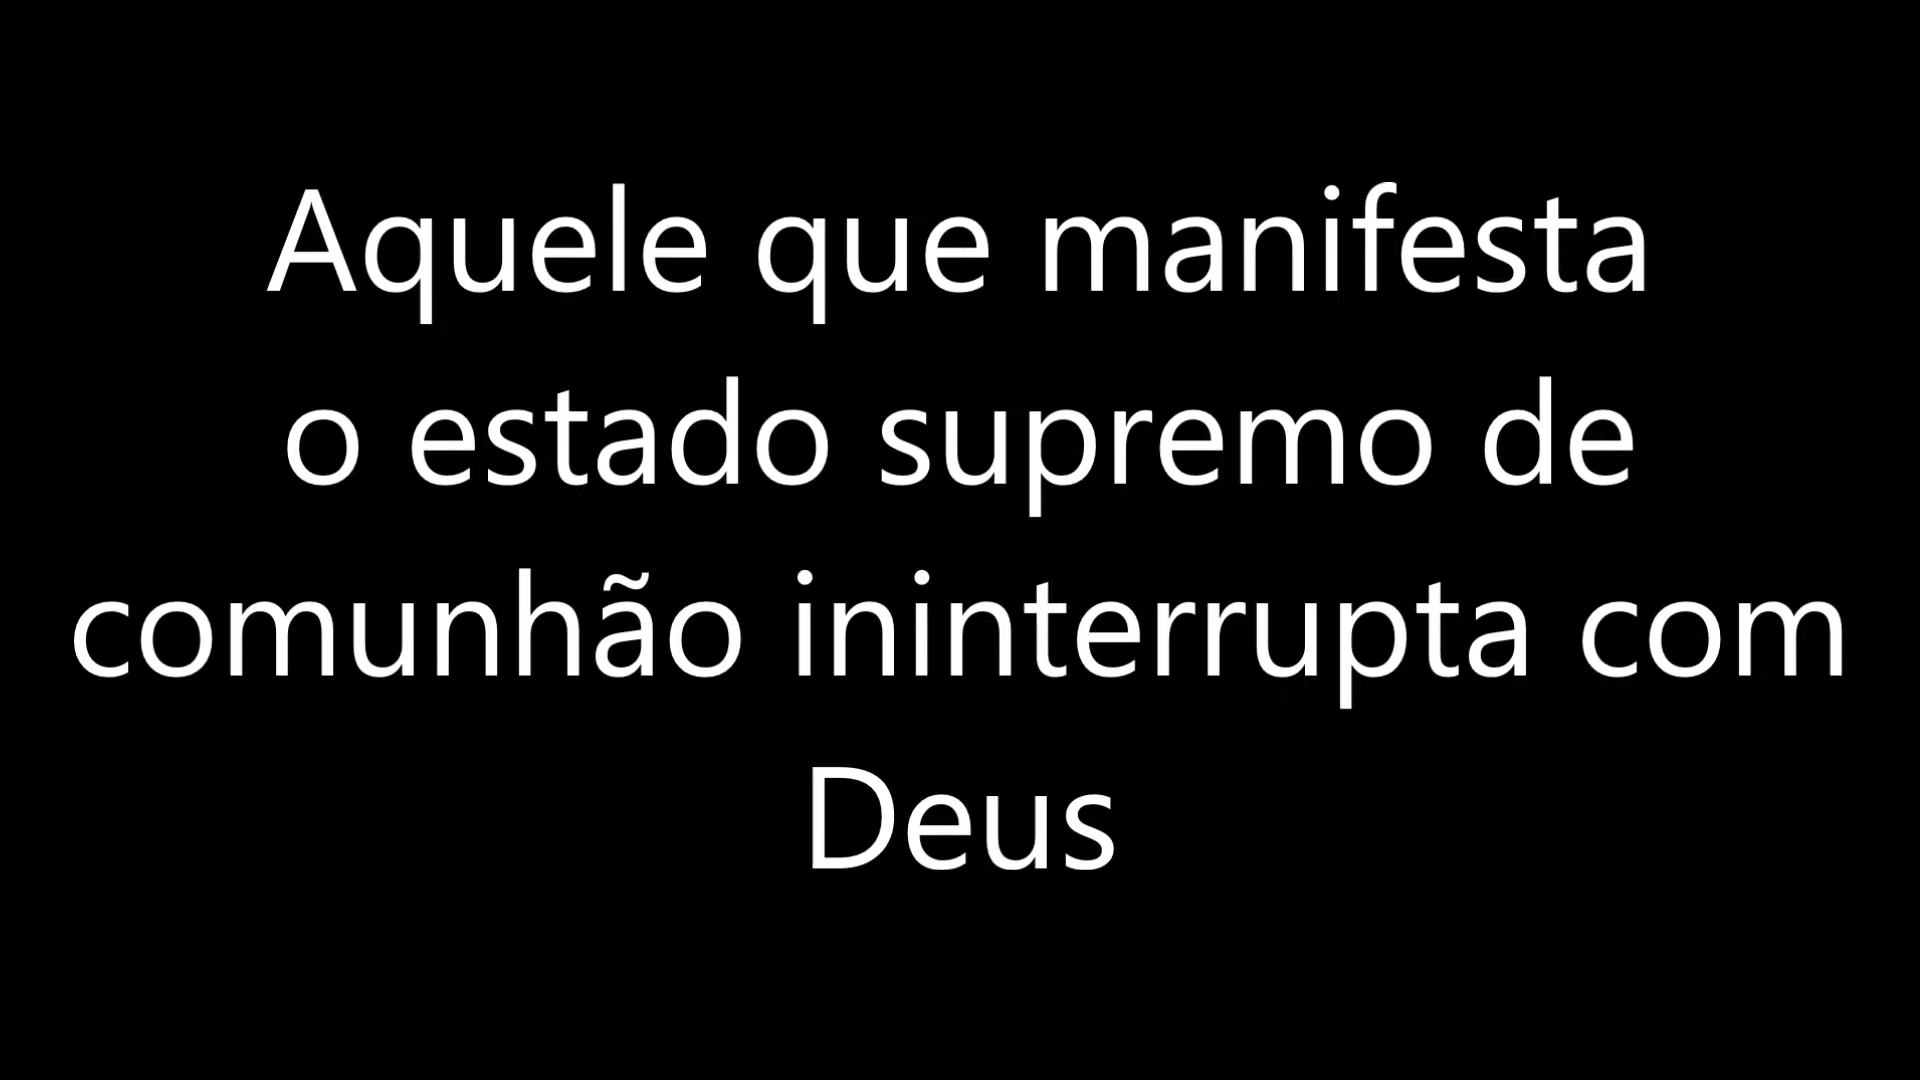 Aquele que manifesta
o estado supremo de
comunhão ininterrupta com
Deus